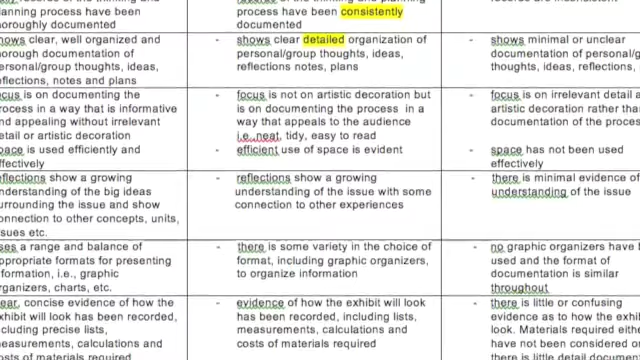 planning process have been
thoroughly documented
process have been consistently
documented
shows clear, well organized and
thorough documentation of
personal/group thoughts, ideas,
reflections, notes and plans
- shows clear detailed organization of
personal/group thoughts, ideas,
reflections notes, plans
- shows minimal or unclear
documentation of personal/g
thoughts, ideas, reflections,
focus is on documenting the
process in a way that is informative
and appealing without irrelevant
detail or artistic decoration
space is used efficiently and
effectively
- focus is not on artistic decoration but
is on documenting the process in a
way that appeals to the audience
i.e.,neat, tidy, easy to read
- efficient use of space is evident
- focus is on irrelevant detail a
artistic decoration rather tha
documentation of the proces
- space has not been used
effectively
reflections show a growing
understanding of the big ideas
surrounding the issue and show
connection to other concepts, units,
issues etc.
- reflections show a growing
understanding of the issue with some
connection to other experiences
- there is minimal evidence of
understanding of the issue
uses a range and balance of
appropriate formats for presenting
information, i.e., graphic
organizers, charts, etc.
- there is some variety in the choice of
format, including graphic organizers,
to organize information
- no graphic organizers have b
used and the format of
documentation is similar
throughout
clear, concise evidence of how the
exhibit will look has been recorded,
including precise lists,
measurements, calculations and
costs of materials required
- evidence of how the exhibit will look
has been recorded, including lists,
measurements, calculations and
costs of materials required
- there is little or confusing
evidence as to how the exhi
look. Materials required eith
have not been considered o
there is little detail docume